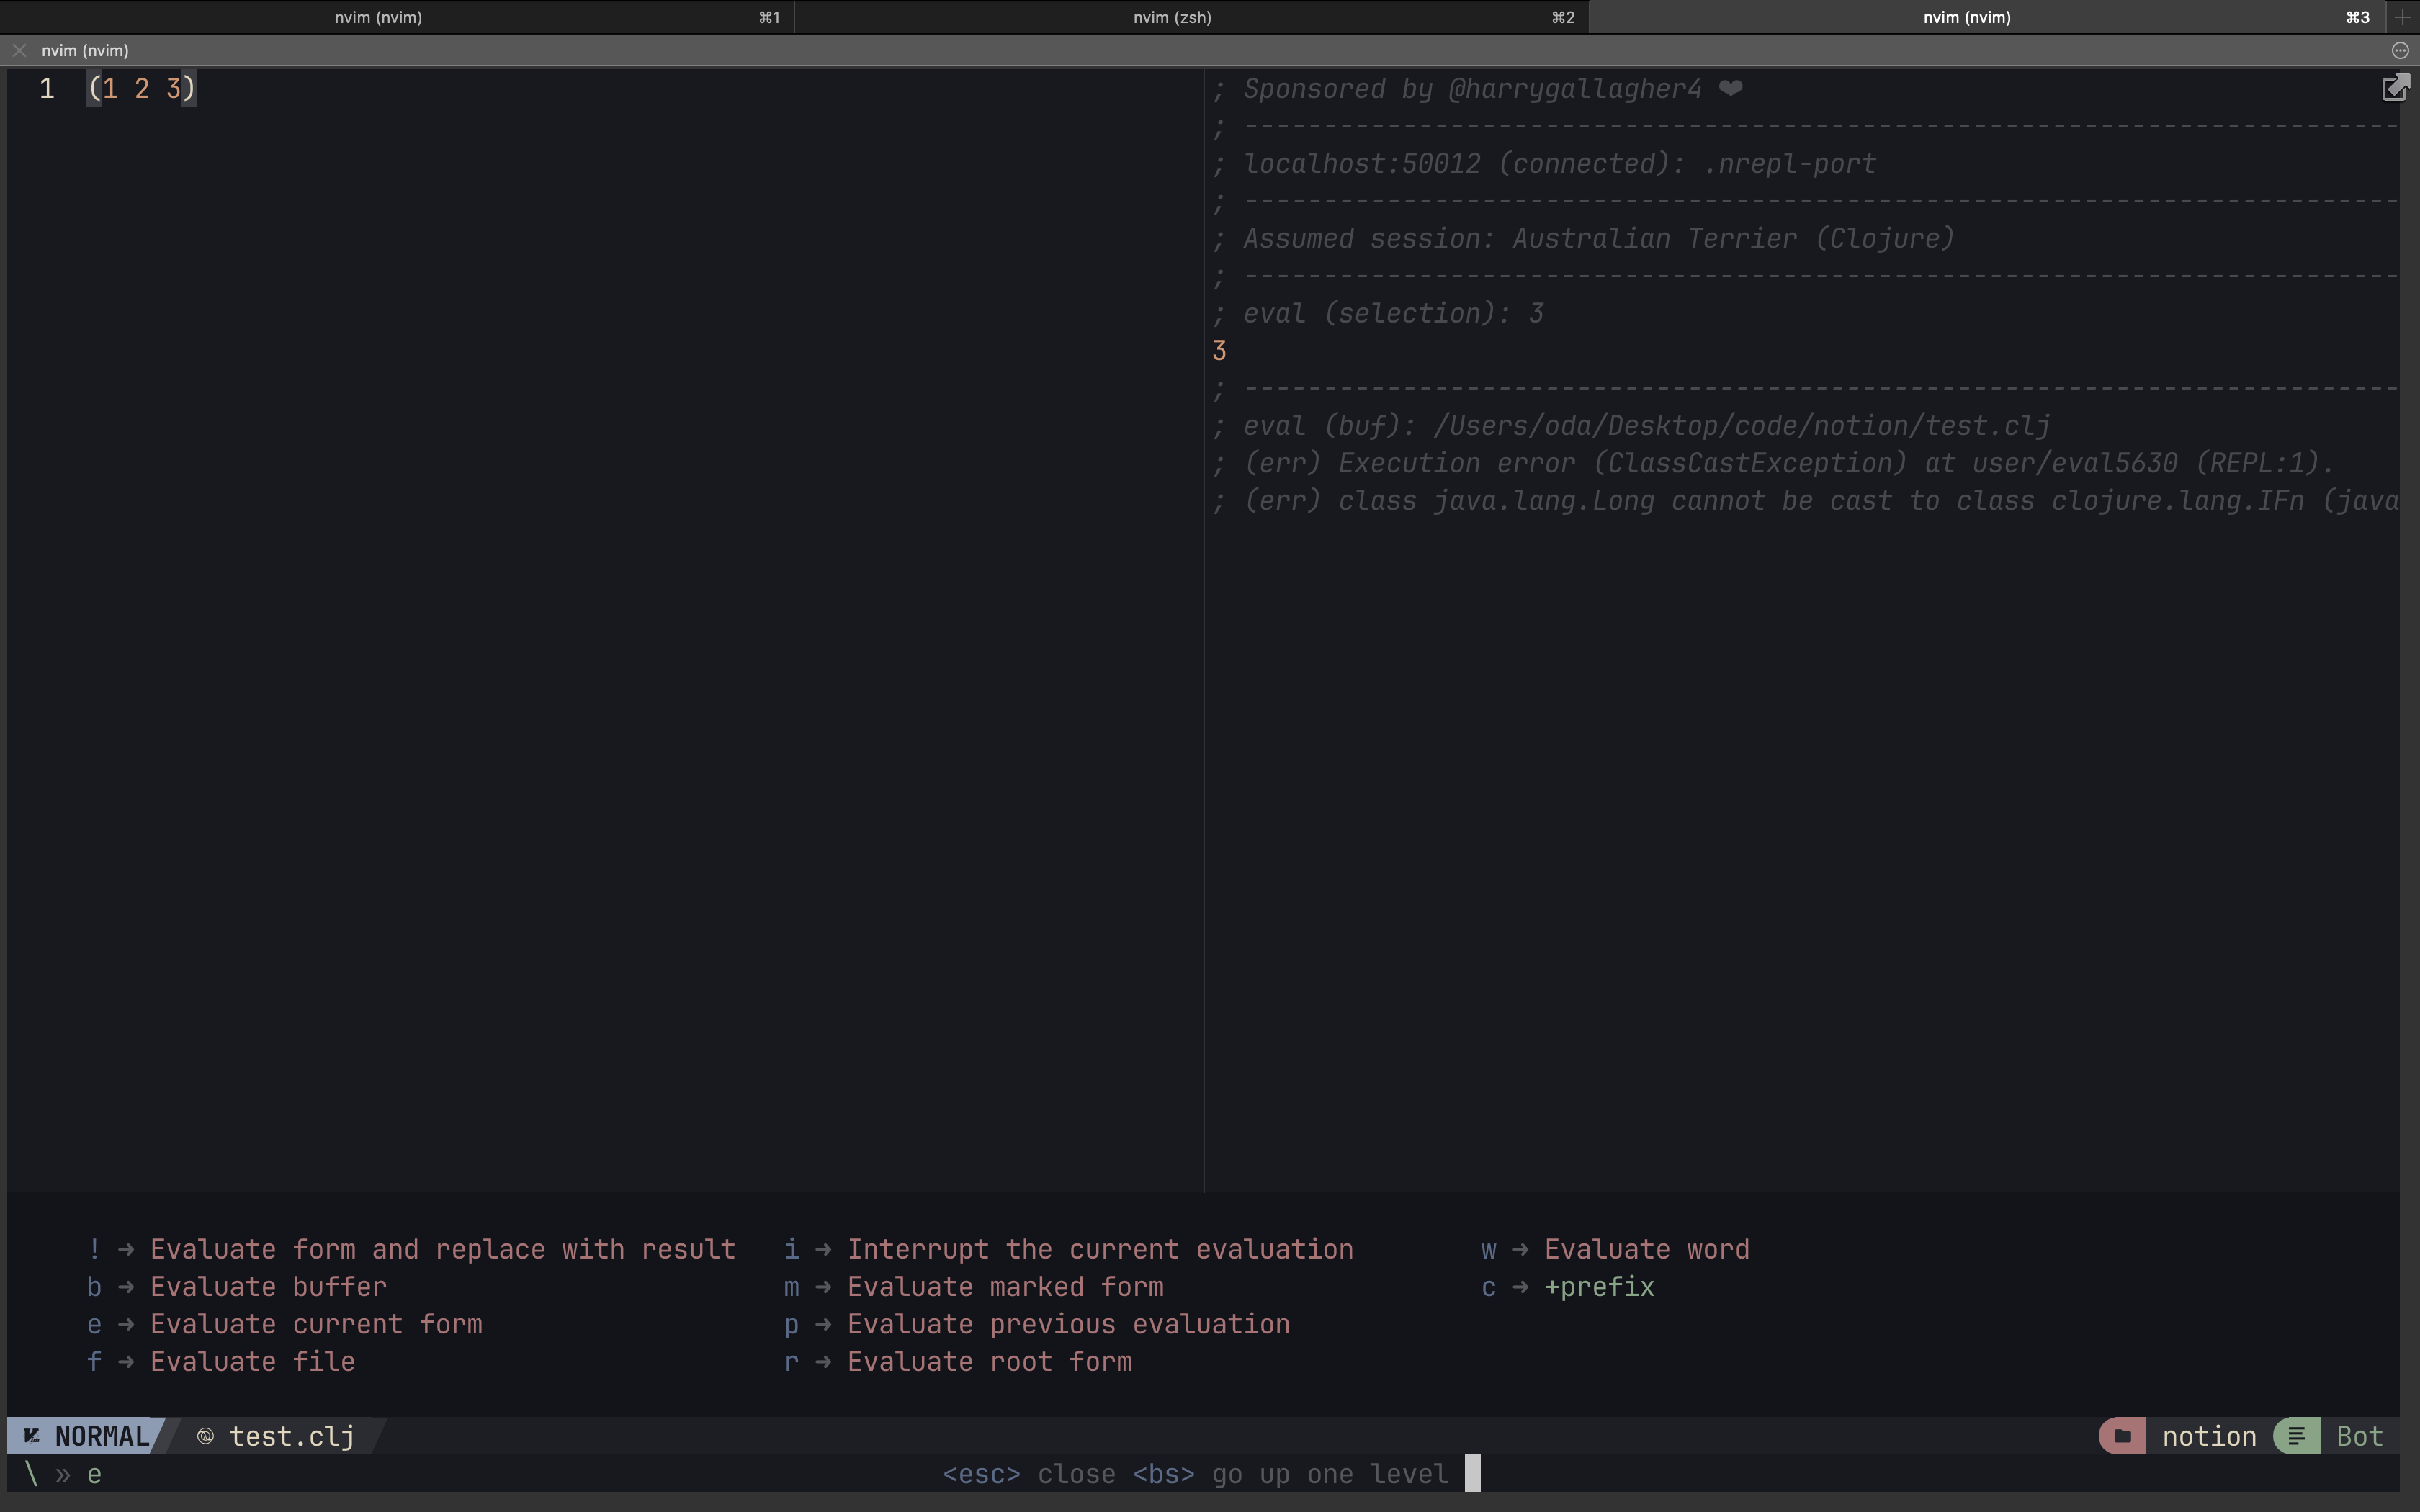 nvim (nvim) ⌘1 nvim (zsh) ⌘2 nvim (nvim) ⌘3
nvim (nvim)
1 (1 2 3)
; Sponsored by @harrygallagher4 ❤
; --------------------------------------------------------------------------
; localhost:50012 (connected): .nrepl-port
; --------------------------------------------------------------------------
; Assumed session: Australian Terrier (Clojure)
; --------------------------------------------------------------------------
; eval (selection): 3
3
; --------------------------------------------------------------------------
; eval (buf): /Users/oda/Desktop/code/notion/test.clj
; (err) Execution error (ClassCastException) at user/eval5630 (REPL:1).
; (err) class java.lang.Long cannot be cast to class clojure.lang.IFn (java
! → Evaluate form and replace with result i → Interrupt the current evaluation w → Evaluate word
b → Evaluate buffer m → Evaluate marked form c → +prefix
e → Evaluate current form p → Evaluate previous evaluation
f → Evaluate file r → Evaluate root form
NORMAL test.clj notion Bot
\ » e <esc> close <bs> go up one level